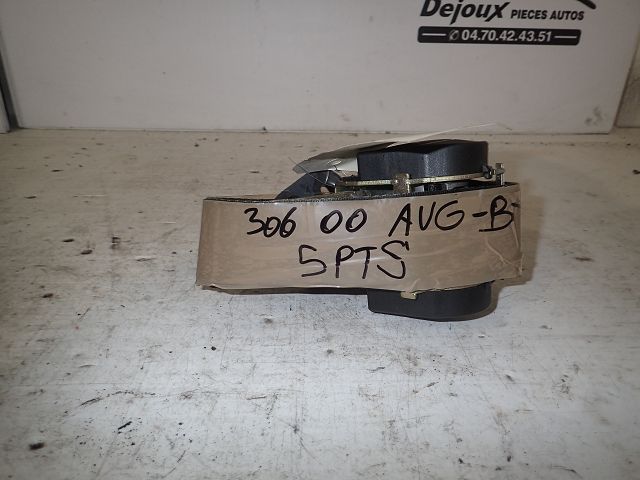 Dejoux PIECES AUTOS
✆ 04.70.42.43.51
306 00 AVG-B
5PTS